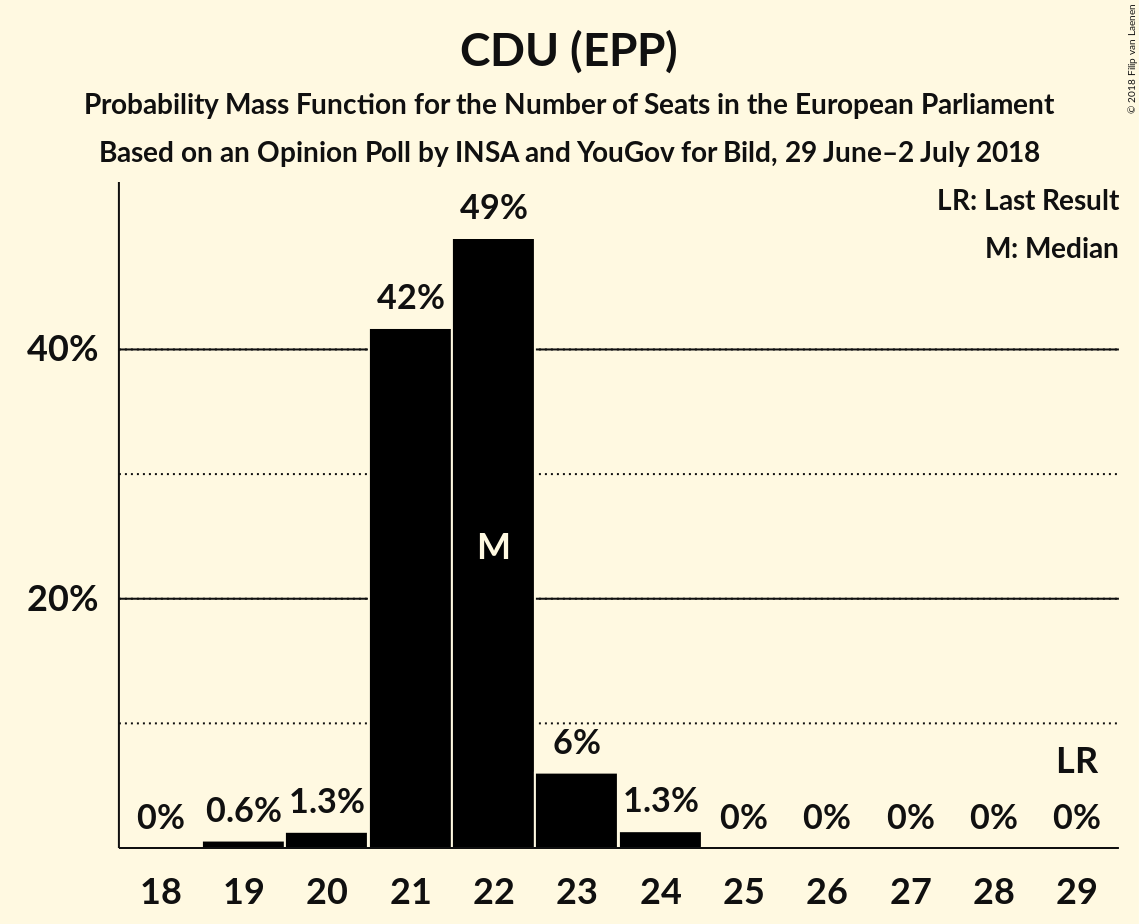 CDU (EPP)
Probability Mass Function for the Number of Seats in the European Parliament
Based on an Opinion Poll by INSA and YouGov for Bild, 29 June–2 July 2018
© 2018 Filip van Laenen
LR: Last Result
M: Median
49%
42%
40%
M
20%
6%
LR
0%
0.6%
1.3%
1.3%
0%
0%
0%
0%
0%
18 19 20 21 22 23 24 25 26 27 28 29